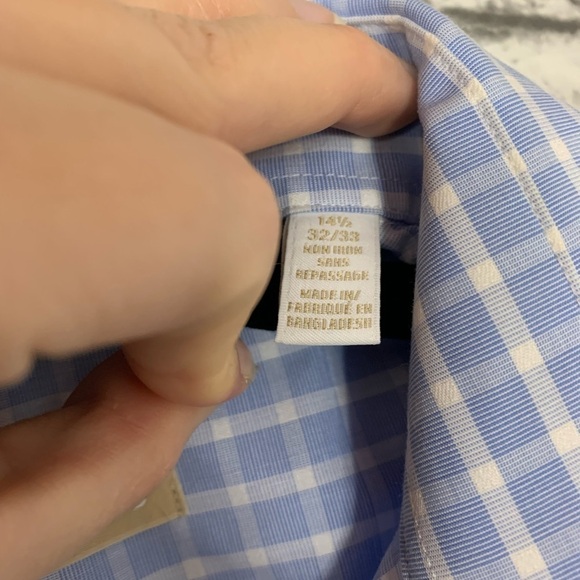 14½
32/33
NON IRON
SANS
REPASSAGE
MADE IN/
FABRIQUÉ EN
BANGLADESH